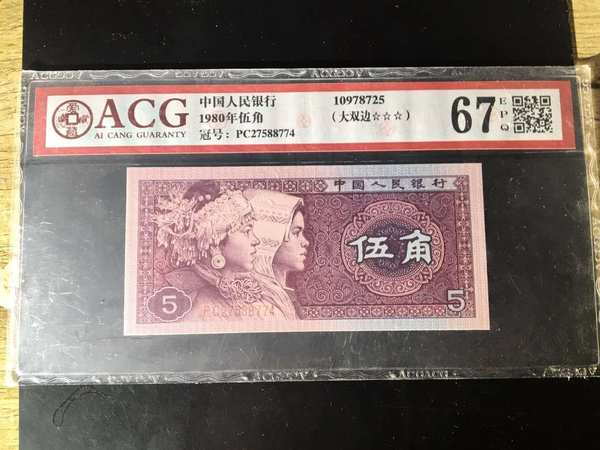 ACG
AI CANG GUARANTY
中国人民银行
1980年伍角
冠号：PC27588774
10978725
（大双边☆☆☆）
67
EPQ
中国人民银行
伍角
5
PC27588774
5